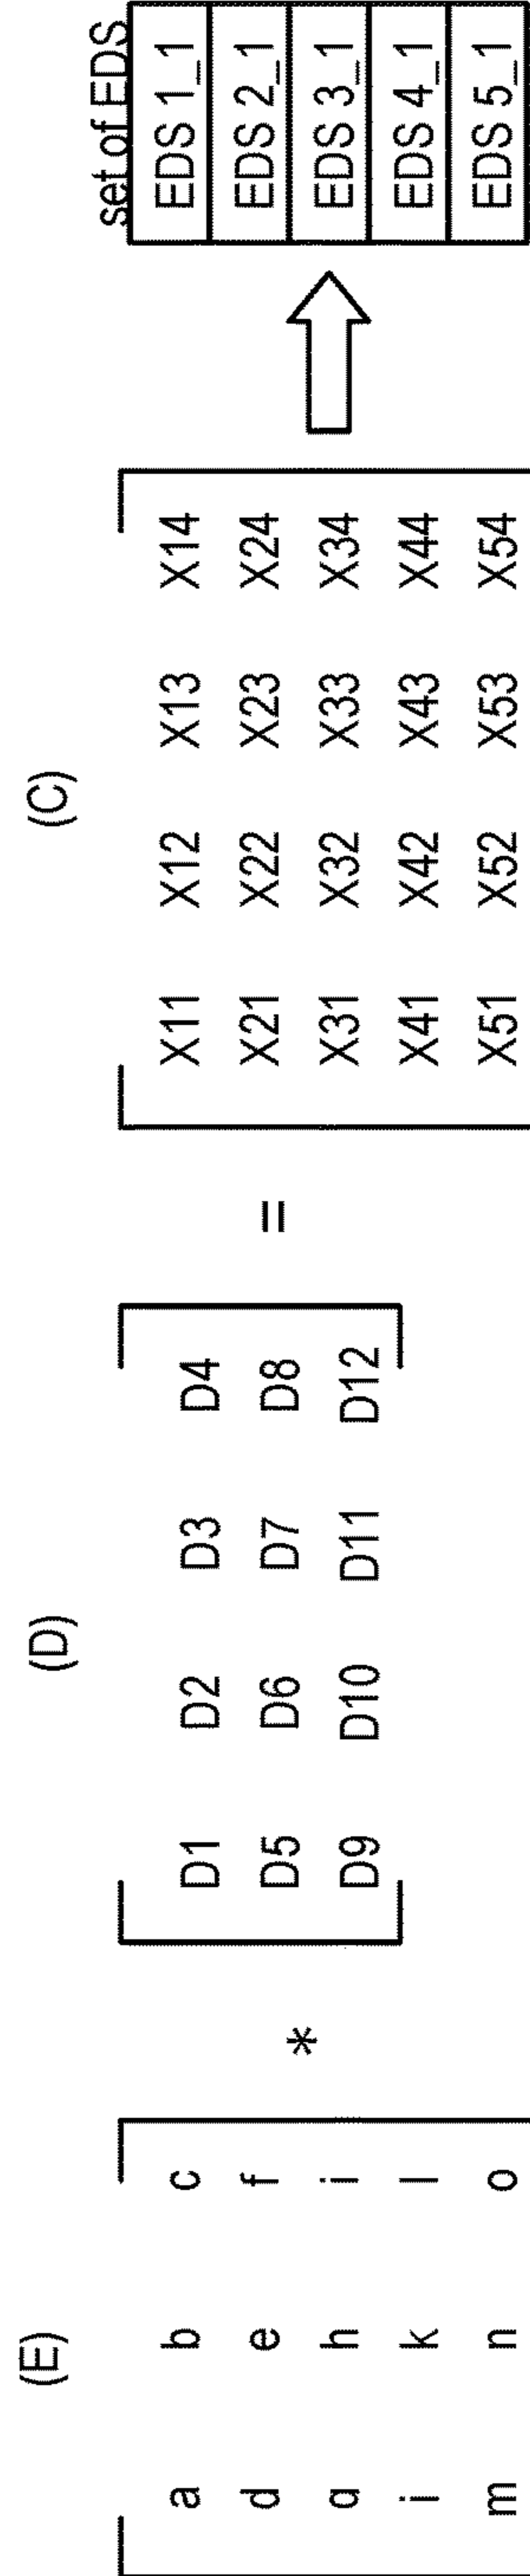 (E)
a b c
d e f
g h i
j k l
m n o
*
(D)
D1 D2 D3 D4
D5 D6 D7 D8
D9 D10 D11 D12
=
(C)
X11 X12 X13 X14
X21 X22 X23 X24
X31 X32 X33 X34
X41 X42 X43 X44
X51 X52 X53 X54
set of EDS
EDS 1_1
EDS 2_1
EDS 3_1
EDS 4_1
EDS 5_1